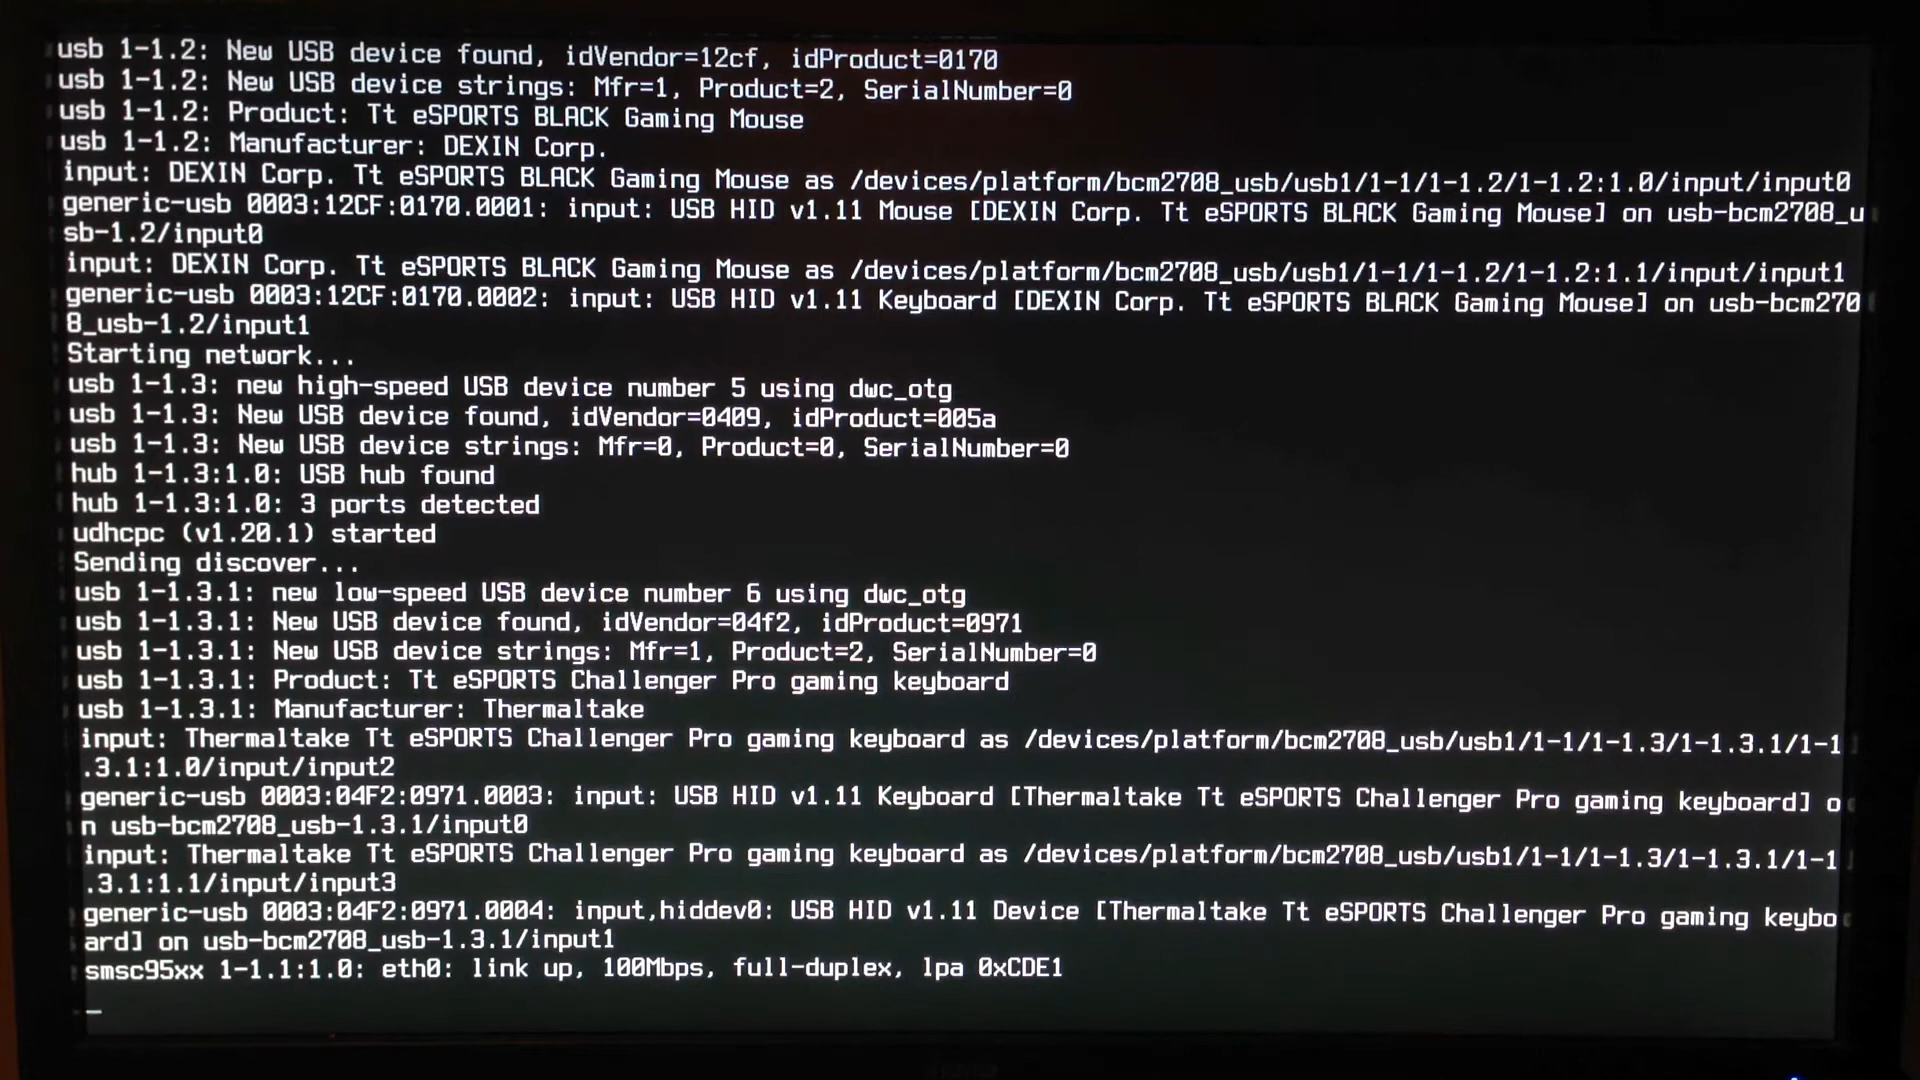 usb 1-1.2: New USB device found, idVendor=12cf, idProduct=0170
usb 1-1.2: New USB device strings: Mfr=1, Product=2, SerialNumber=0
usb 1-1.2: Product: Tt eSPORTS BLACK Gaming Mouse
usb 1-1.2: Manufacturer: DEXIN Corp.
input: DEXIN Corp. Tt eSPORTS BLACK Gaming Mouse as /devices/platform/bcm2708_usb/usb1/1-1/1-1.2/1-1.2:1.0/input/input0
generic-usb 0003:12CF:0170.0001: input: USB HID v1.11 Mouse [DEXIN Corp. Tt eSPORTS BLACK Gaming Mouse] on usb-bcm2708_u
sb-1.2/input0
input: DEXIN Corp. Tt eSPORTS BLACK Gaming Mouse as /devices/platform/bcm2708_usb/usb1/1-1/1-1.2/1-1.2:1.1/input/input1
generic-usb 0003:12CF:0170.0002: input: USB HID v1.11 Keyboard [DEXIN Corp. Tt eSPORTS BLACK Gaming Mouse] on usb-bcm270
8_usb-1.2/input1
Starting network...
usb 1-1.3: new high-speed USB device number 5 using dwc_otg
usb 1-1.3: New USB device found, idVendor=0409, idProduct=005a
usb 1-1.3: New USB device strings: Mfr=0, Product=0, SerialNumber=0
hub 1-1.3:1.0: USB hub found
hub 1-1.3:1.0: 3 ports detected
udhcpc (v1.20.1) started
Sending discover...
usb 1-1.3.1: new low-speed USB device number 6 using dwc_otg
usb 1-1.3.1: New USB device found, idVendor=04f2, idProduct=0971
usb 1-1.3.1: New USB device strings: Mfr=1, Product=2, SerialNumber=0
usb 1-1.3.1: Product: Tt eSPORTS Challenger Pro gaming keyboard
usb 1-1.3.1: Manufacturer: Thermaltake
input: Thermaltake Tt eSPORTS Challenger Pro gaming keyboard as /devices/platform/bcm2708_usb/usb1/1-1/1-1.3/1-1.3.1/1-1
.3.1:1.0/input/input2
generic-usb 0003:04F2:0971.0003: input: USB HID v1.11 Keyboard [Thermaltake Tt eSPORTS Challenger Pro gaming keyboard] o
n usb-bcm2708_usb-1.3.1/input0
input: Thermaltake Tt eSPORTS Challenger Pro gaming keyboard as /devices/platform/bcm2708_usb/usb1/1-1/1-1.3/1-1.3.1/1-1
.3.1:1.1/input/input3
generic-usb 0003:04F2:0971.0004: input,hiddev0: USB HID v1.11 Device [Thermaltake Tt eSPORTS Challenger Pro gaming keybo
ard] on usb-bcm2708_usb-1.3.1/input1
smsc95xx 1-1.1:1.0: eth0: link up, 100Mbps, full-duplex, lpa 0xCDE1
_